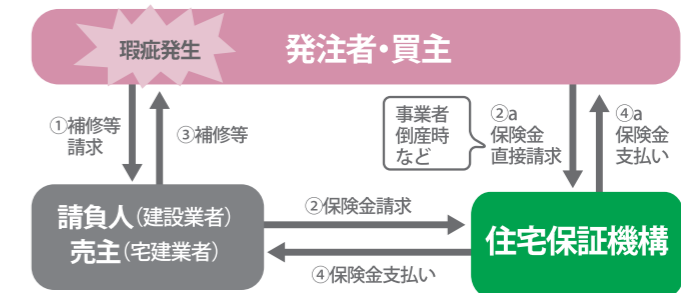 瑕疵発生
発注者・買主
①補修等
請求
③補修等
事業者
倒産時
など
②a
保険金
直接請求
④a
保険金
支払い
請負人(建設業者)
売主(宅建業者)
②保険金請求
④保険金支払い
住宅保証機構